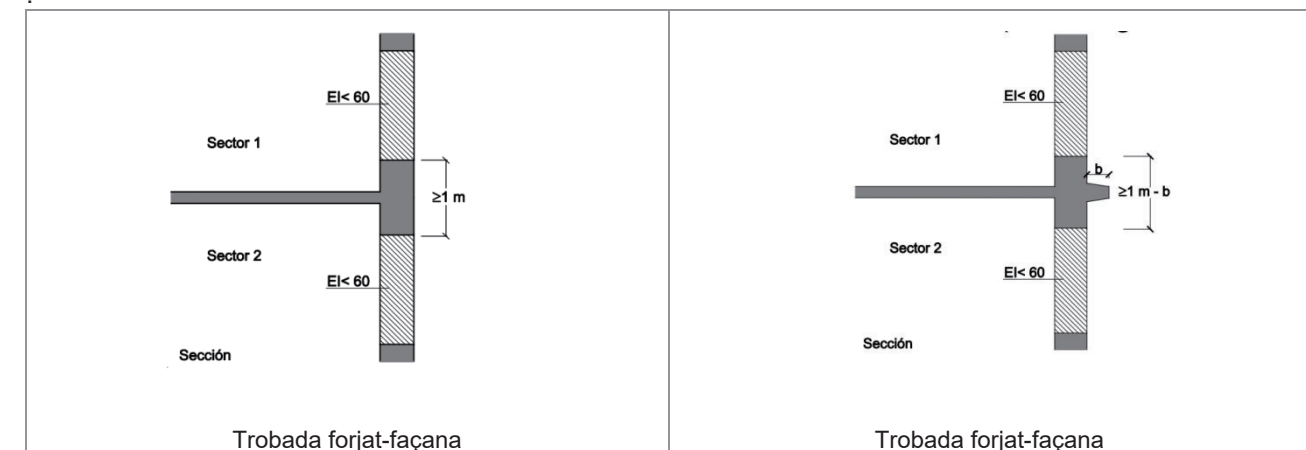 EI< 60
Sector 1
≥1 m
Sector 2
EI< 60
Sección
Trobada forjat-façana
EI< 60
Sector 1
b
≥1 m - b
Sector 2
EI< 60
Sección
Trobada forjat-façana